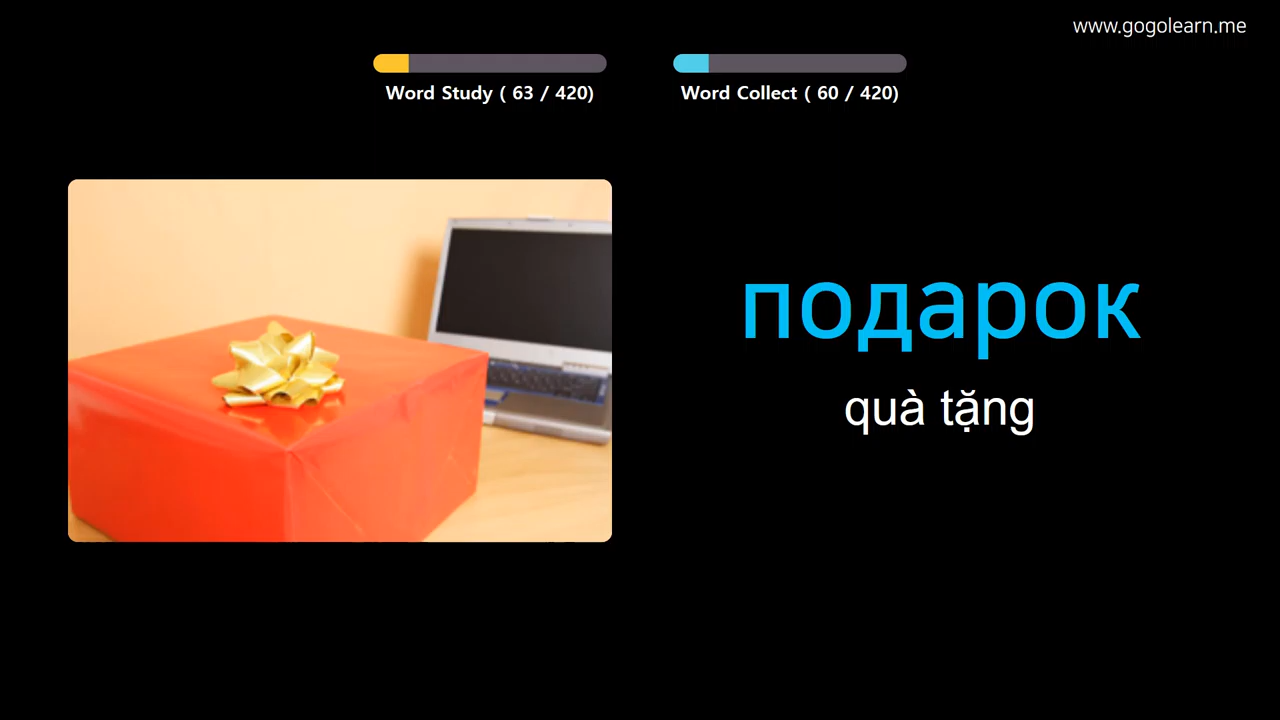 www.gogolearn.me
Word Study ( 63 / 420)
Word Collect ( 60 / 420)
подарок
quà tặng